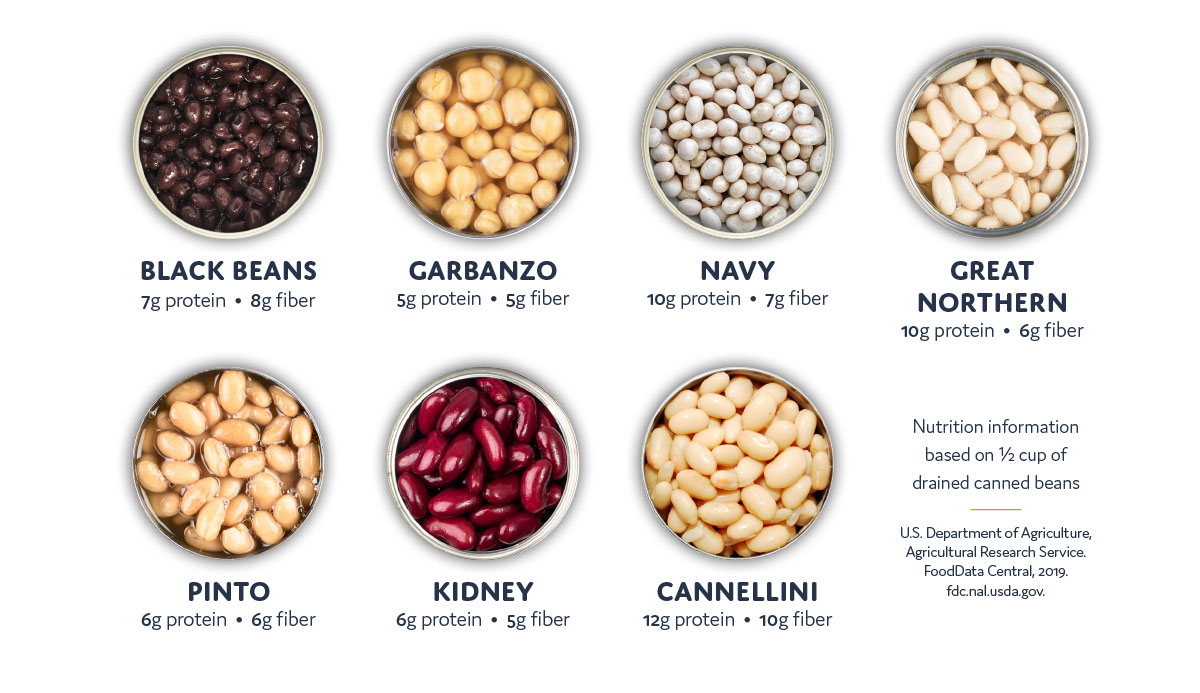 BLACK BEANS
7g protein • 8g fiber
GARBANZO
5g protein • 5g fiber
NAVY
10g protein • 7g fiber
GREAT
NORTHERN
10g protein • 6g fiber
PINTO
6g protein • 6g fiber
KIDNEY
6g protein • 5g fiber
CANNELLINI
12g protein • 10g fiber
Nutrition information
based on ½ cup of
drained canned beans
U.S. Department of Agriculture,
Agricultural Research Service.
FoodData Central, 2019.
fdc.nal.usda.gov.